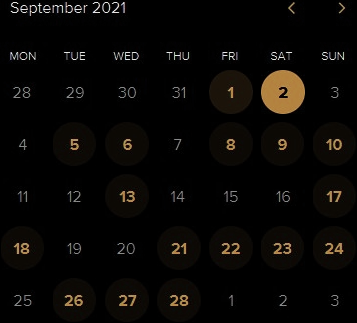 September 2021
MON TUE WED THU FRI SAT SUN
28 29 30 31 1 2 3
4 5 6 7 8 9 10
11 12 13 14 15 16 17
18 19 20 21 22 23 24
25 26 27 28 1 2 3